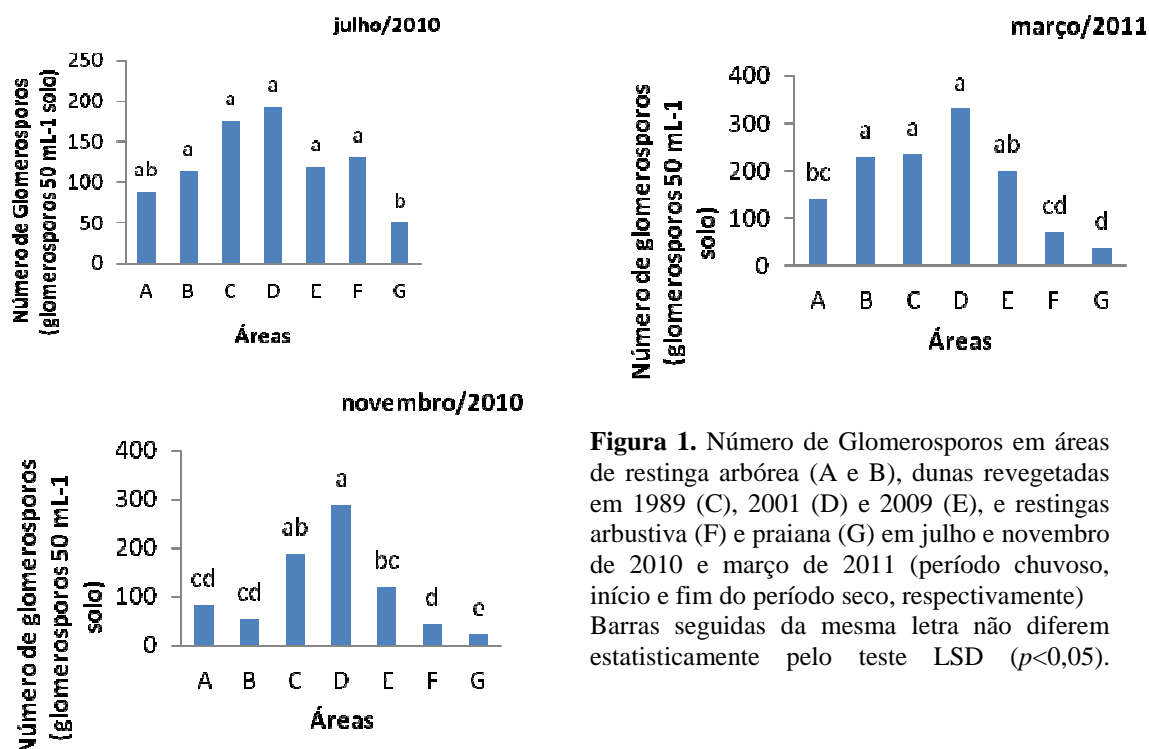 julho/2010
Número de Glomerosporos
(glomerosporos 50 mL-1 solo)
250
200
150
100
50
0
ab
a
a
a
a
a
b
A B C D E F G
Áreas
março/2011
Número de glomerosporos
(glomerosporos 50 mL-1
solo)
400
300
200
100
0
bc
a
a
a
ab
cd
d
A B C D E F G
Áreas
novembro/2010
Número de glomerosporos
(glomerosporos 50 mL-1
solo)
400
300
200
100
0
cd
cd
ab
a
bc
d
e
A B C D E F G
Áreas
Figura 1. Número de Glomerosporos em áreas
de restinga arbórea (A e B), dunas revegetadas
em 1989 (C), 2001 (D) e 2009 (E), e restingas
arbustiva (F) e praiana (G) em julho e novembro
de 2010 e março de 2011 (período chuvoso,
início e fim do período seco, respectivamente)
Barras seguidas da mesma letra não diferem
estatisticamente pelo teste LSD (p<0,05).